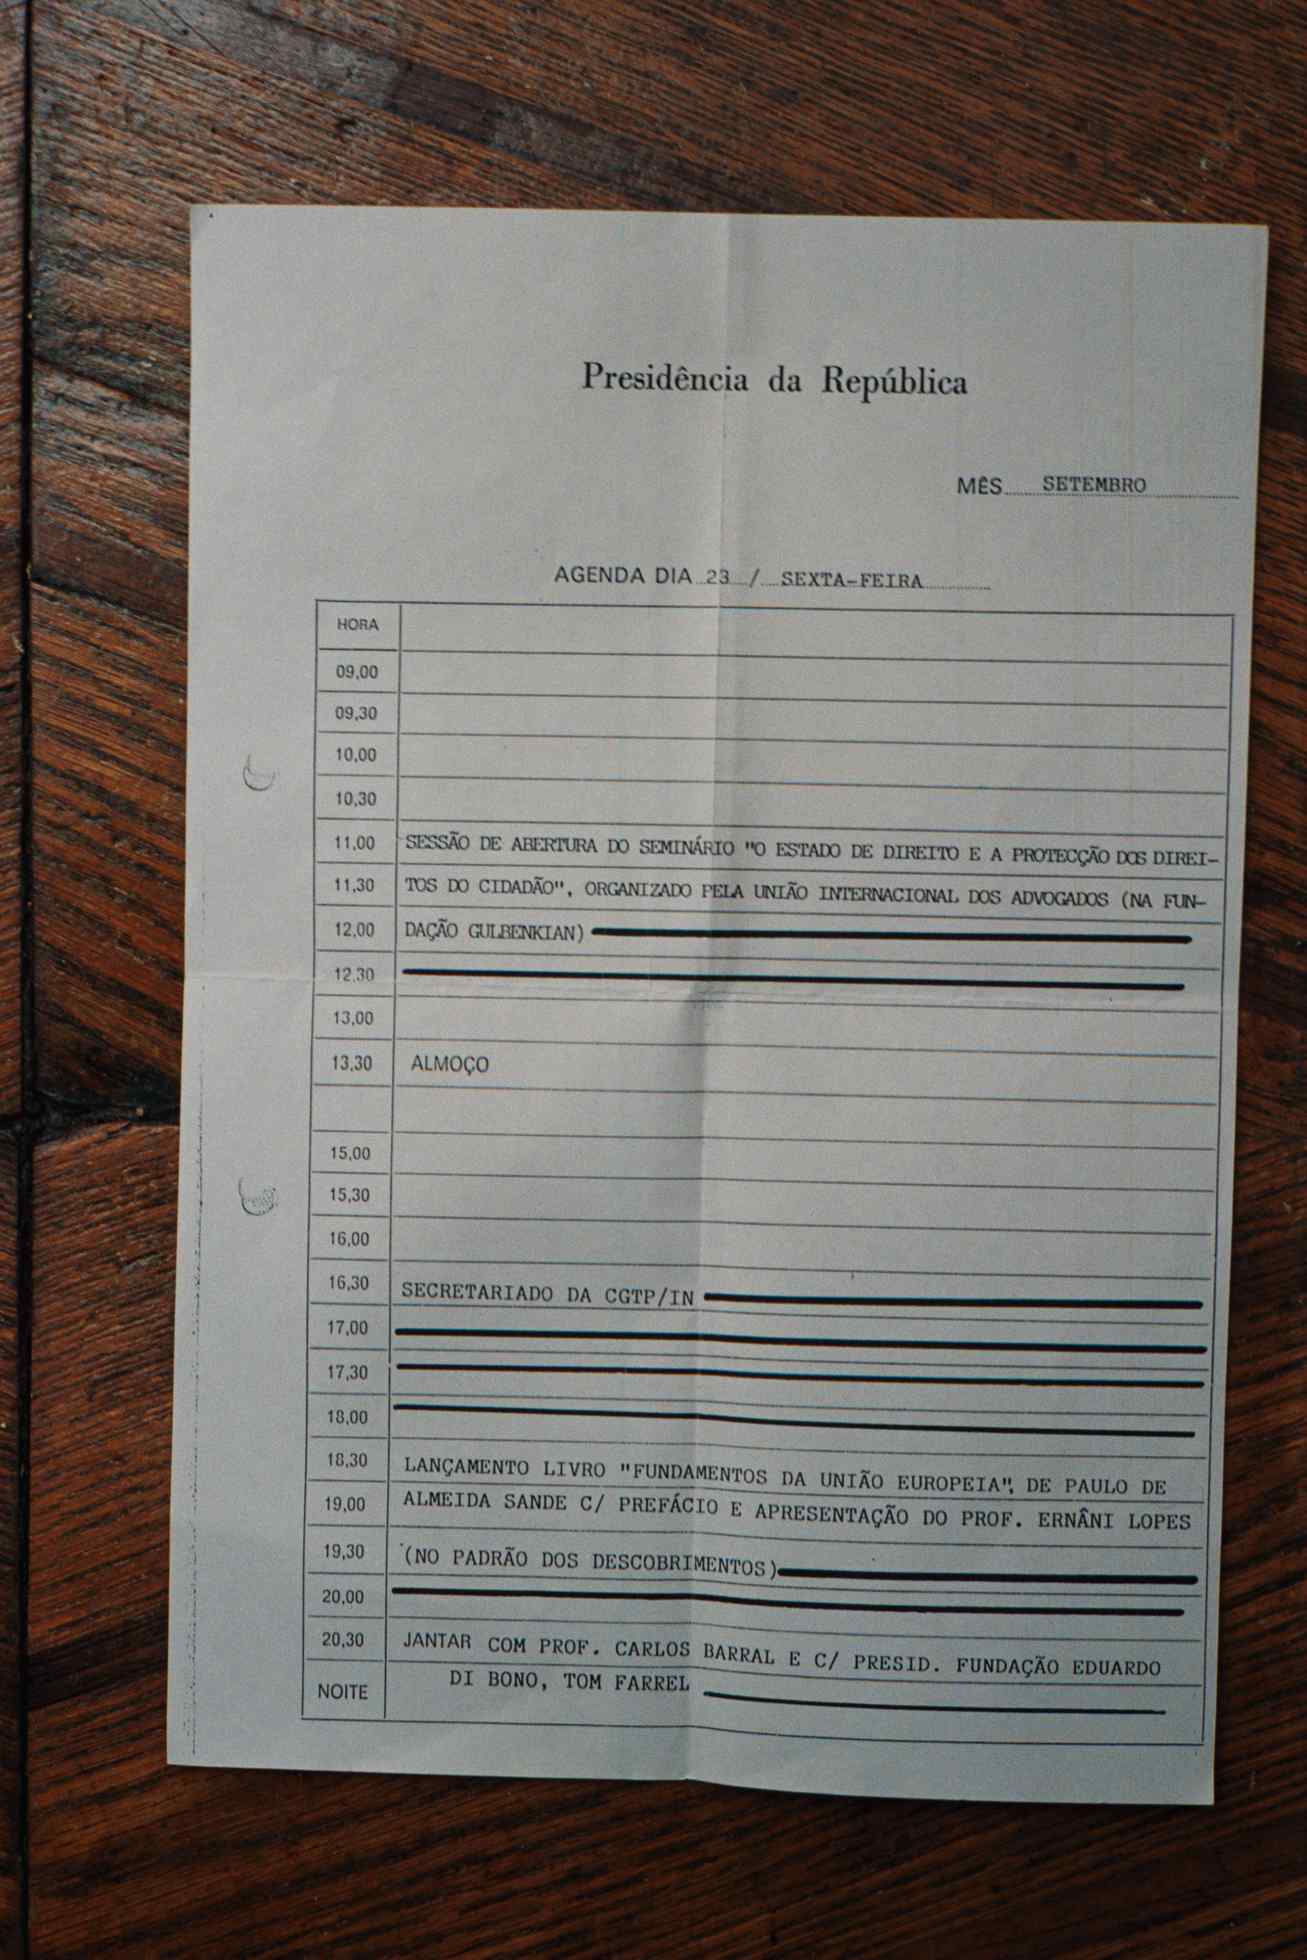 Presidência da República
MÊS SETEMBRO
AGENDA DIA 23 / SEXTA-FEIRA
HORA
09,00
09,30
10,00
10,30
11,00 SESSÃO DE ABERTURA DO SEMINÁRIO "O ESTADO DE DIREITO E A PROTECÇÃO DOS DIREI-
11,30 TOS DO CIDADÃO", ORGANIZADO PELA UNIÃO INTERNACIONAL DOS ADVOGADOS (NA FUN-
12,00 DAÇÃO GULBENKIAN)
12,30
13,00
13,30 ALMOÇO
15,00
15,30
16,00
16,30 SECRETARIADO DA CGTP/IN
17,00
17,30
18,00
18,30 LANÇAMENTO LIVRO "FUNDAMENTOS DA UNIÃO EUROPEIA", DE PAULO DE
19,00 ALMEIDA SANDE C/ PREFÁCIO E APRESENTAÇÃO DO PROF. ERNÂNI LOPES
19,30 (NO PADRÃO DOS DESCOBRIMENTOS)
20,00
20,30 JANTAR COM PROF. CARLOS BARRAL E C/ PRESID. FUNDAÇÃO EDUARDO
DI BONO, TOM FARREL
NOITE